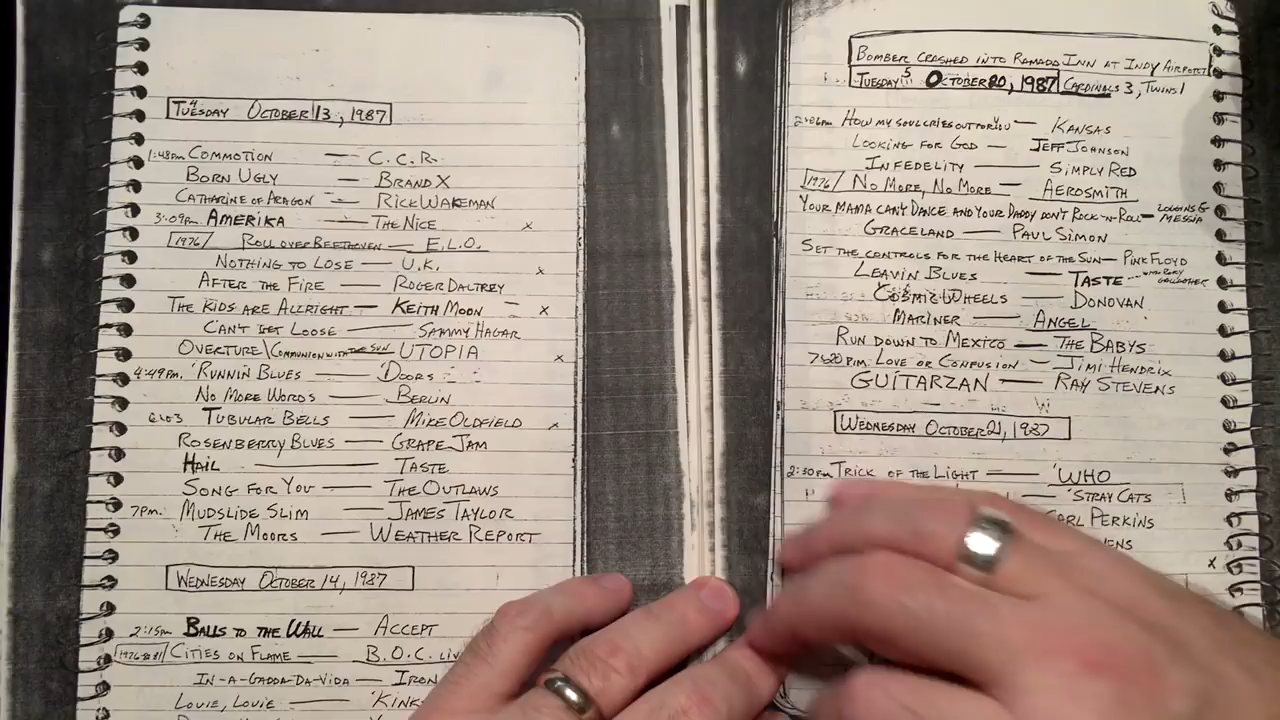 TUESDAY OCTOBER 13, 1987
1:48PM COMMOTION — C.C.R.
BORN UGLY — BRAND X
CATHARINE OF ARAGON — RICK WAKEMAN
3:09PM. AMERIKA — THE NICE x
1976/ ROLL OVER BEETHOVEN — E.L.O.
NOTHING TO LOSE — U.K. x
AFTER THE FIRE — ROGER DALTREY
THE KIDS ARE ALLRIGHT — KEITH MOON x
CAN'T GET LOOSE — SAMMY HAGAR
OVERTURE\COMMUNION WITH THE SUN — UTOPIA x
4:49PM. 'RUNNIN BLUES — 'DOORS
NO MORE WORDS — BERLIN
6:03 TUBULAR BELLS — MIKE OLDFIELD x
ROSENBERRY BLUES — GRAPE JAM
HAIL — TASTE
SONG FOR YOU — THE OUTLAWS
7PM. MUDSLIDE SLIM — JAMES TAYLOR
THE MOORS — WEATHER REPORT
WEDNESDAY OCTOBER 14, 1987
2:15PM BALLS TO THE WALL — ACCEPT
CITIES ON FLAME — B.O.C. LIV
IN-A-GADDA-DA-VIDA — IRON
LOUIE, LOUIE — 'KINK
BOMBER CRASHED INTO RAMADA INN AT INDY AIRPORT
TUESDAY OCTOBER 20, 1987 CARDINALS 3, TWINS 1
2:06PM HOW MY SOUL CRIES OUT FOR YOU — KANSAS
LOOKING FOR GOD — JEFF JOHNSON
INFEDELITY — SIMPLY RED
1976/ NO MORE, NO MORE — AEROSMITH
YOUR MAMA CAN'T DANCE AND YOUR DADDY DON'T ROCK-N-ROLL — LOGGINS & MESSIA
GRACELAND — PAUL SIMON
SET THE CONTROLS FOR THE HEART OF THE SUN — PINK FLOYD
LEAVIN BLUES — TASTE WITH RORY GALLAGHER
COSMIC WHEELS — DONOVAN
MARINER — ANGEL
RUN DOWN TO MEXICO — THE BABYS
7:20 P.M. LOVE OR CONFUSION — JIMI HENDRIX
GUITARZAN — RAY STEVENS
WEDNESDAY OCTOBER 21, 1987
2:30PM TRICK OF THE LIGHT — 'WHO
— 'STRAY CATS
CARL PERKINS
ENS
x